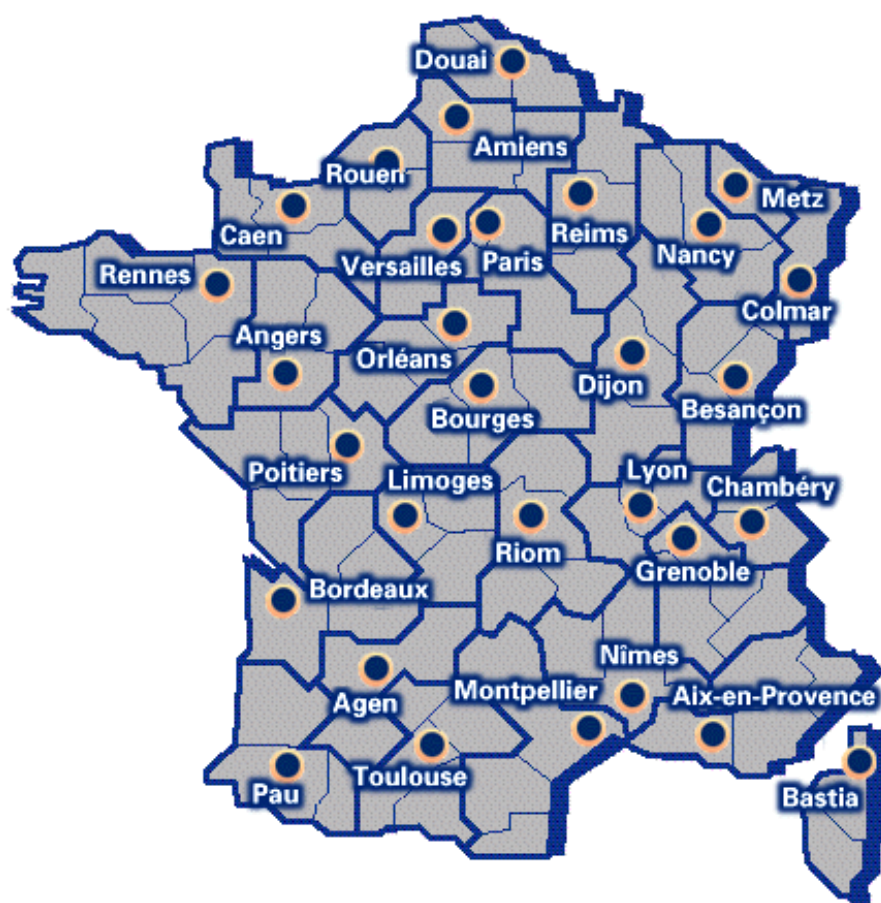 Douai
Amiens
Rouen
Metz
Reims
Caen
Versailles
Paris
Nancy
Rennes
Colmar
Angers
Orléans
Dijon
Besançon
Bourges
Poitiers
Limoges
Lyon
Chambéry
Riom
Grenoble
Bordeaux
Nîmes
Agen
Montpellier
Aix-en-Provence
Toulouse
Pau
Bastia